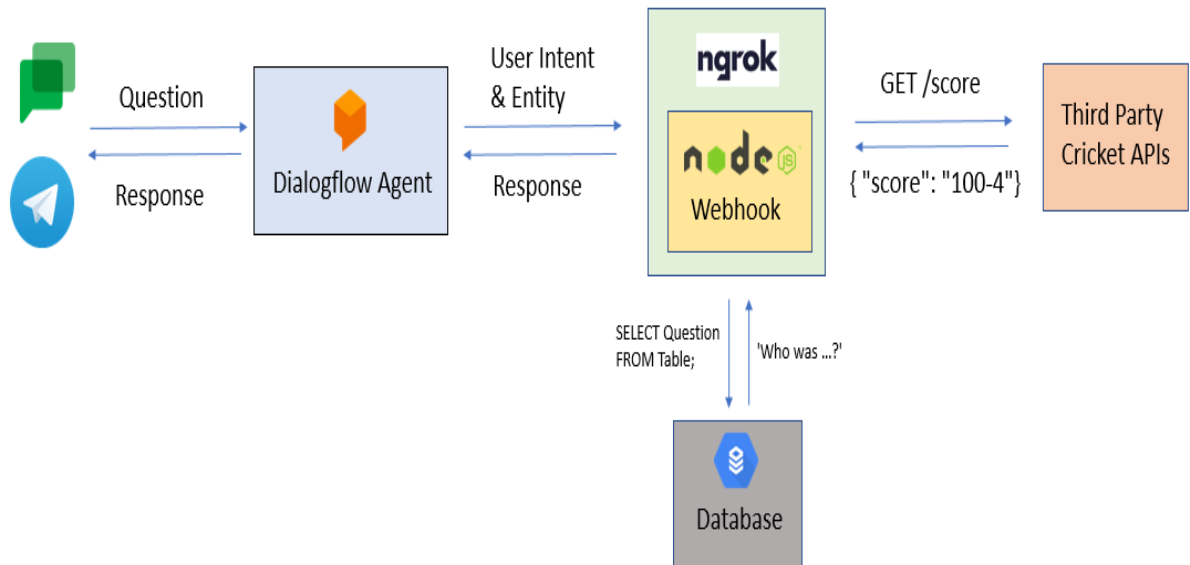 Question
Response
Dialogflow Agent
User Intent
& Entity
Response
ngrok
node
JS
Webhook
GET /score
{ "score": "100-4"}
Third Party
Cricket APIs
SELECT Question
FROM Table;
'Who was ...?'
Database